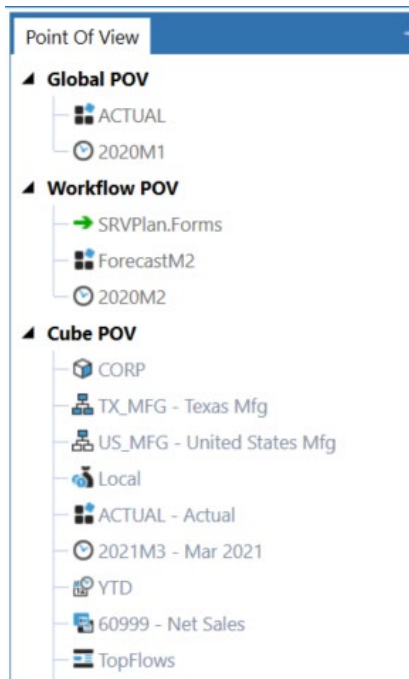 Point Of View
Global POV
ACTUAL
2020M1
Workflow POV
SRVPlan.Forms
ForecastM2
2020M2
Cube POV
CORP
TX_MFG - Texas Mfg
US_MFG - United States Mfg
Local
ACTUAL - Actual
2021M3 - Mar 2021
YTD
60999 - Net Sales
TopFlows